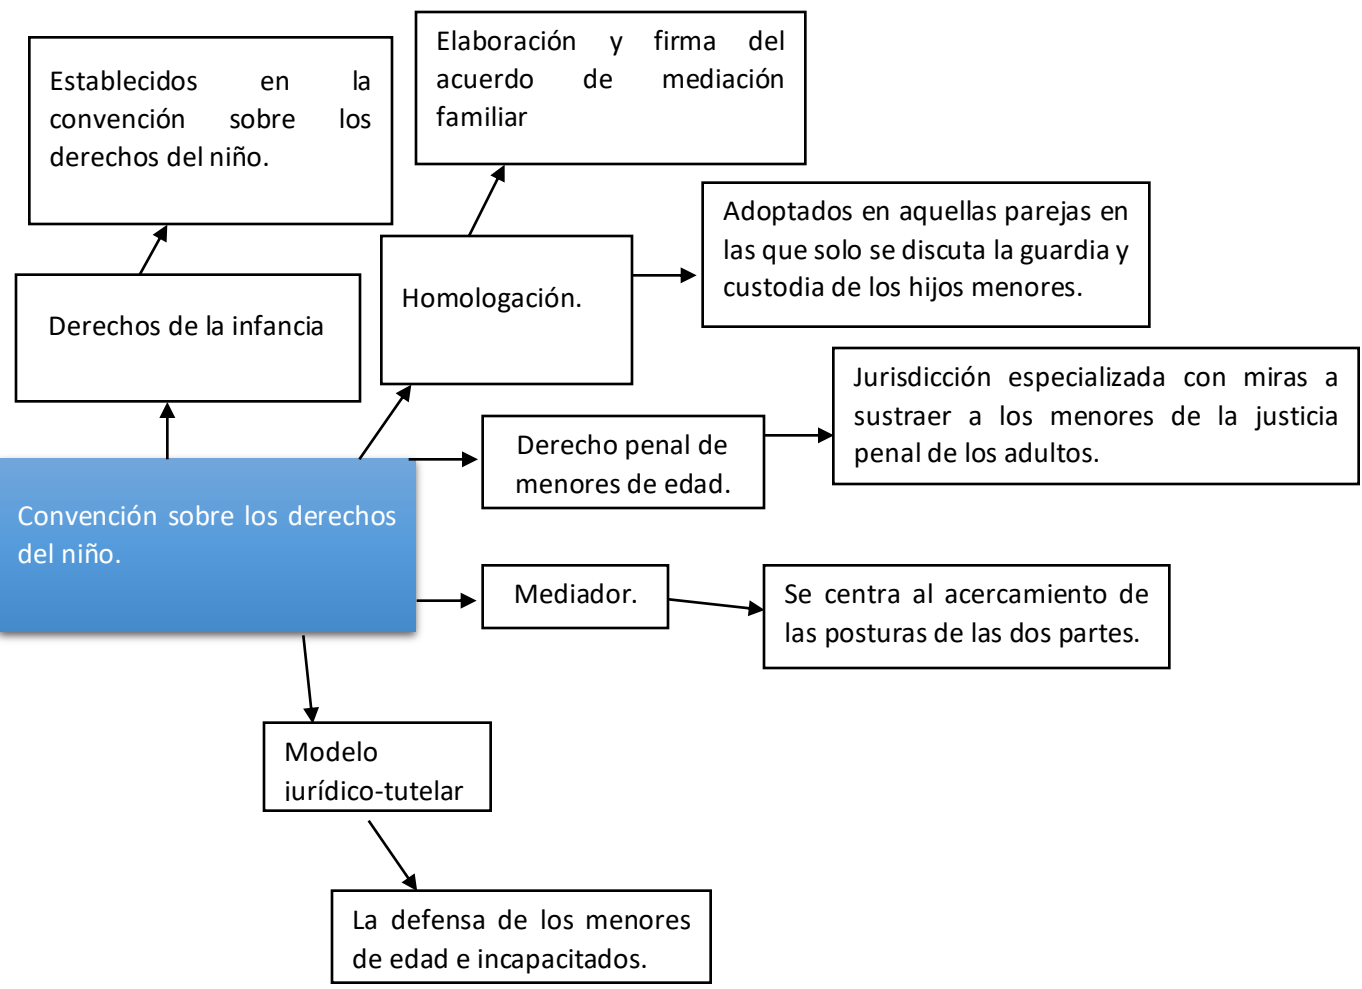 Elaboración y firma del
acuerdo de mediación
familiar
Establecidos en la
convención sobre los
derechos del niño.
Adoptados en aquellas parejas en
las que solo se discuta la guardia y
custodia de los hijos menores.
Homologación.
Derechos de la infancia
Jurisdicción especializada con miras a
sustraer a los menores de la justicia
penal de los adultos.
Derecho penal de
menores de edad.
Convención sobre los derechos
del niño.
Mediador.
Se centra al acercamiento de
las posturas de las dos partes.
Modelo
jurídico-tutelar
La defensa de los menores
de edad e incapacitados.